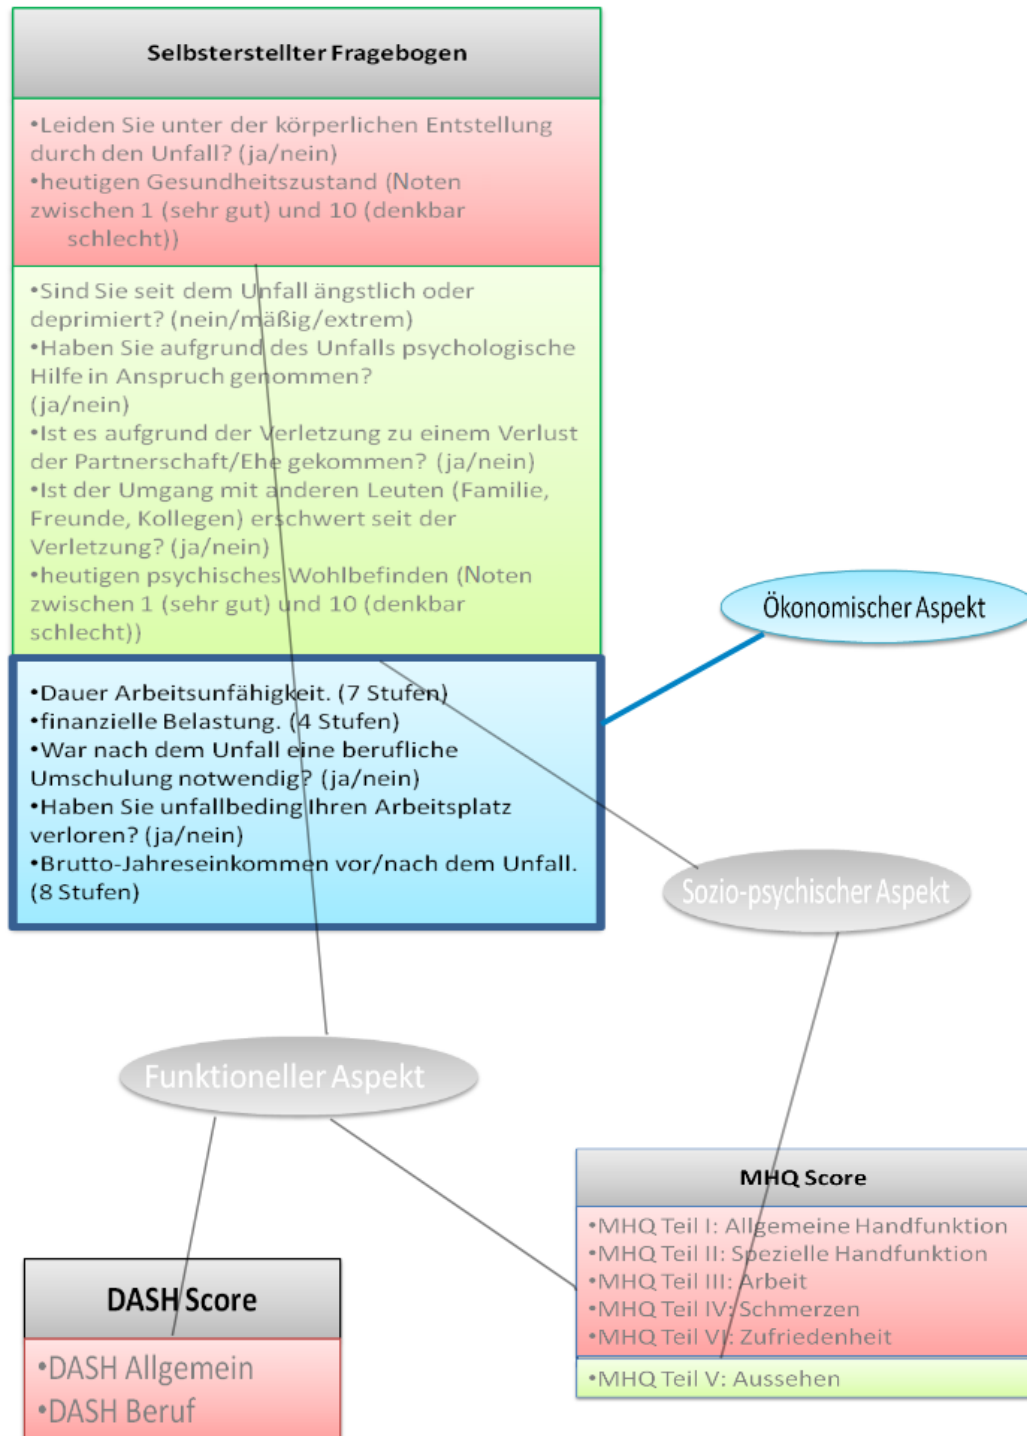 Selbsterstellter Fragebogen
•Leiden Sie unter der körperlichen Entstellung
durch den Unfall? (ja/nein)
•heutigen Gesundheitszustand (Noten
zwischen 1 (sehr gut) und 10 (denkbar
schlecht))
•Sind Sie seit dem Unfall ängstlich oder
deprimiert? (nein/mäßig/extrem)
•Haben Sie aufgrund des Unfalls psychologische
Hilfe in Anspruch genommen?
(ja/nein)
•Ist es aufgrund der Verletzung zu einem Verlust
der Partnerschaft/Ehe gekommen? (ja/nein)
•Ist der Umgang mit anderen Leuten (Familie,
Freunde, Kollegen) erschwert seit der
Verletzung? (ja/nein)
•heutigen psychisches Wohlbefinden (Noten
zwischen 1 (sehr gut) und 10 (denkbar
schlecht))
•Dauer Arbeitsunfähigkeit. (7 Stufen)
•finanzielle Belastung. (4 Stufen)
•War nach dem Unfall eine berufliche
Umschulung notwendig? (ja/nein)
•Haben Sie unfallbeding Ihren Arbeitsplatz
verloren? (ja/nein)
•Brutto-Jahreseinkommen vor/nach dem Unfall.
(8 Stufen)
Ökonomischer Aspekt
Sozio-psychischer Aspekt
Funktioneller Aspekt
DASH Score
•DASH Allgemein
•DASH Beruf
MHQ Score
•MHQ Teil I: Allgemeine Handfunktion
•MHQ Teil II: Spezielle Handfunktion
•MHQ Teil III: Arbeit
•MHQ Teil IV: Schmerzen
•MHQ Teil VI: Zufriedenheit
•MHQ Teil V: Aussehen